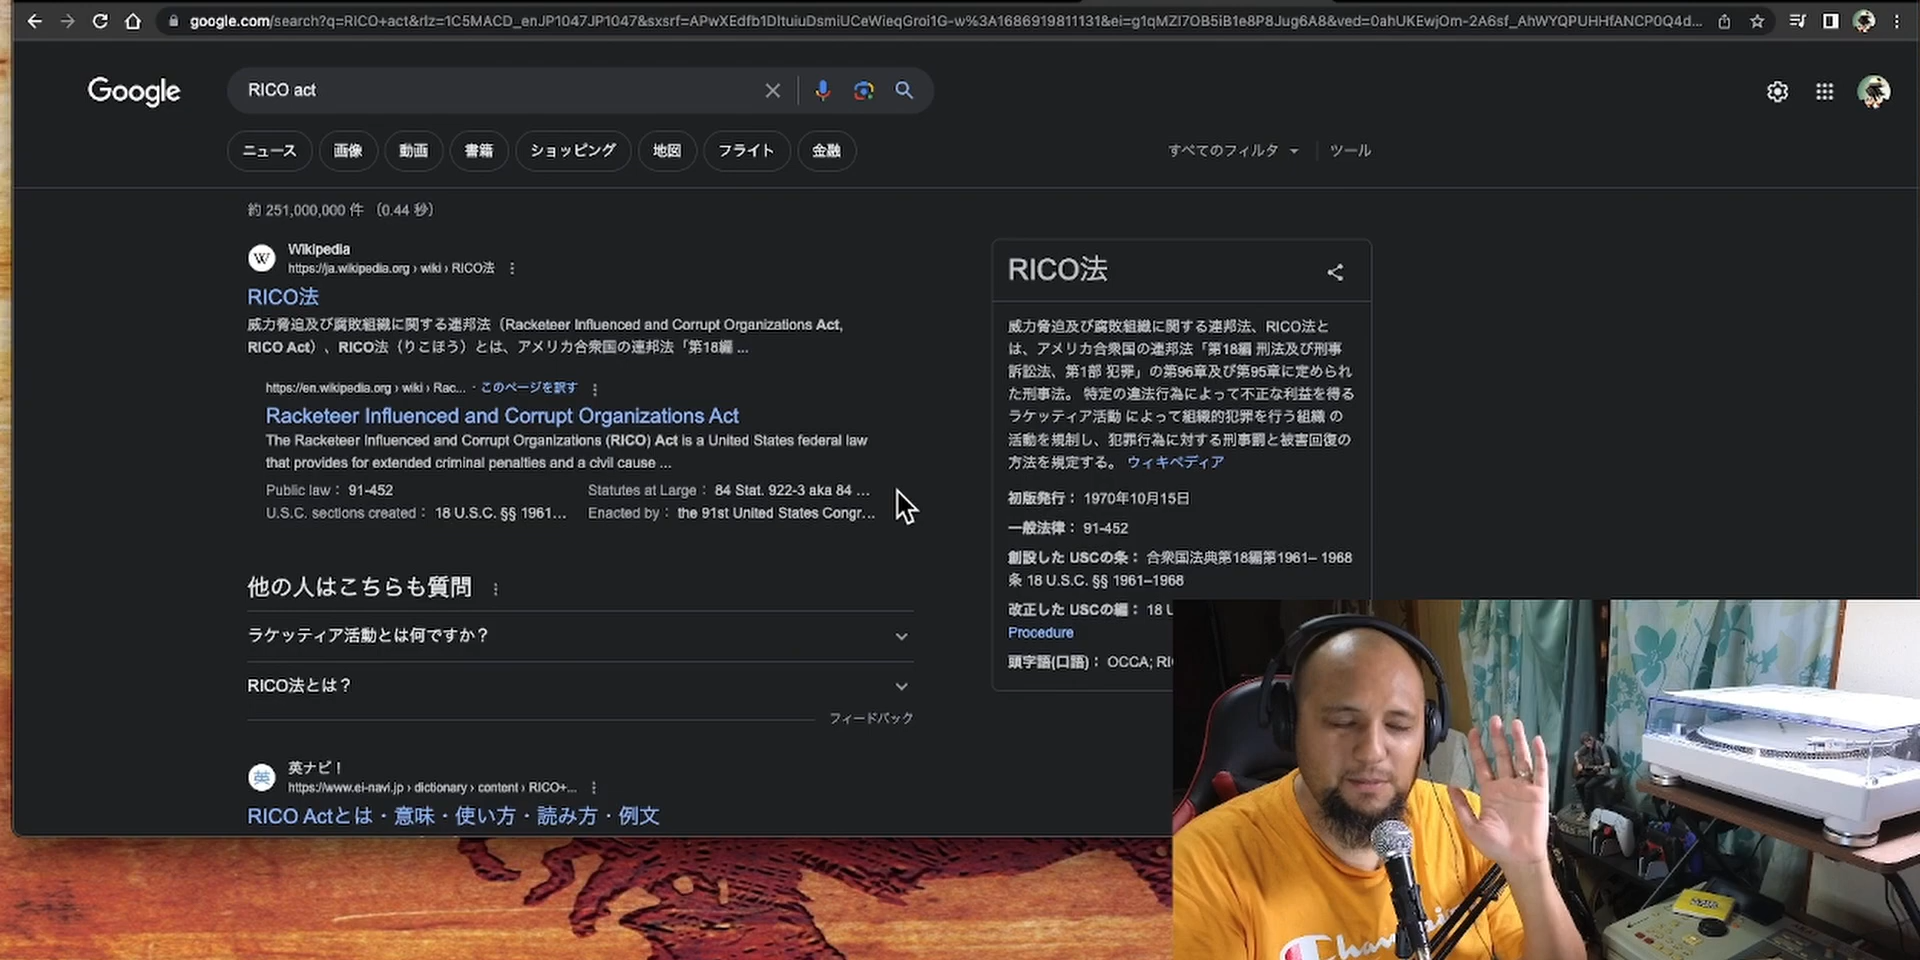 google.com/search?q=RICO+act&rlz=1C5MACD_enJP1047JP1047&sxsrf=APwXEdfb1DItuiuDsmiUCeWieqGroi1G-w%3A1686919811131&ei=g1qMZI7OB5iB1e8P8Jug6A8&ved=0ahUKEwjOm-2A6sf_AhWYQPUHHfANCP0Q4d...
Google
RICO act
ニュース
画像
動画
書籍
ショッピング
地図
フライト
金融
すべてのフィルタ
ツール
約 251,000,000 件 (0.44 秒)
W
Wikipedia
https://ja.wikipedia.org › wiki › RICO法
RICO法
威力脅迫及び腐敗組織に関する連邦法（Racketeer Influenced and Corrupt Organizations Act,
RICO Act）、RICO法（りこほう）とは、アメリカ合衆国の連邦法「第18編 ...
https://en.wikipedia.org › wiki › Rac... · このページを訳す
Racketeer Influenced and Corrupt Organizations Act
The Racketeer Influenced and Corrupt Organizations (RICO) Act is a United States federal law
that provides for extended criminal penalties and a civil cause ...
Public law： 91-452
Statutes at Large： 84 Stat. 922-3 aka 84 ...
U.S.C. sections created： 18 U.S.C. §§ 1961...
Enacted by： the 91st United States Congr...
他の人はこちらも質問
ラケッティア活動とは何ですか？
RICO法とは？
フィードバック
英
英ナビ！
https://www.ei-navi.jp › dictionary › content › RICO+...
RICO Actとは・意味・使い方・読み方・例文
RICO法
威力脅迫及び腐敗組織に関する連邦法、RICO法と
は、アメリカ合衆国の連邦法「第18編 刑法及び刑事
訴訟法、第1部 犯罪」の第96章及び第95章に定められ
た刑事法。 特定の違法行為によって不正な利益を得る
ラケッティア活動 によって組織的犯罪を行う組織 の
活動を規制し、犯罪行為に対する刑事罰と被害回復の
方法を規定する。 ウィキペディア
初版発行： 1970年10月15日
一般法律： 91-452
創設した USCの条： 合衆国法典第18編第1961– 1968
条 18 U.S.C. §§ 1961–1968
改正した USCの編： 18 U
Procedure
頭字語(口語)： OCCA; RI
Champi